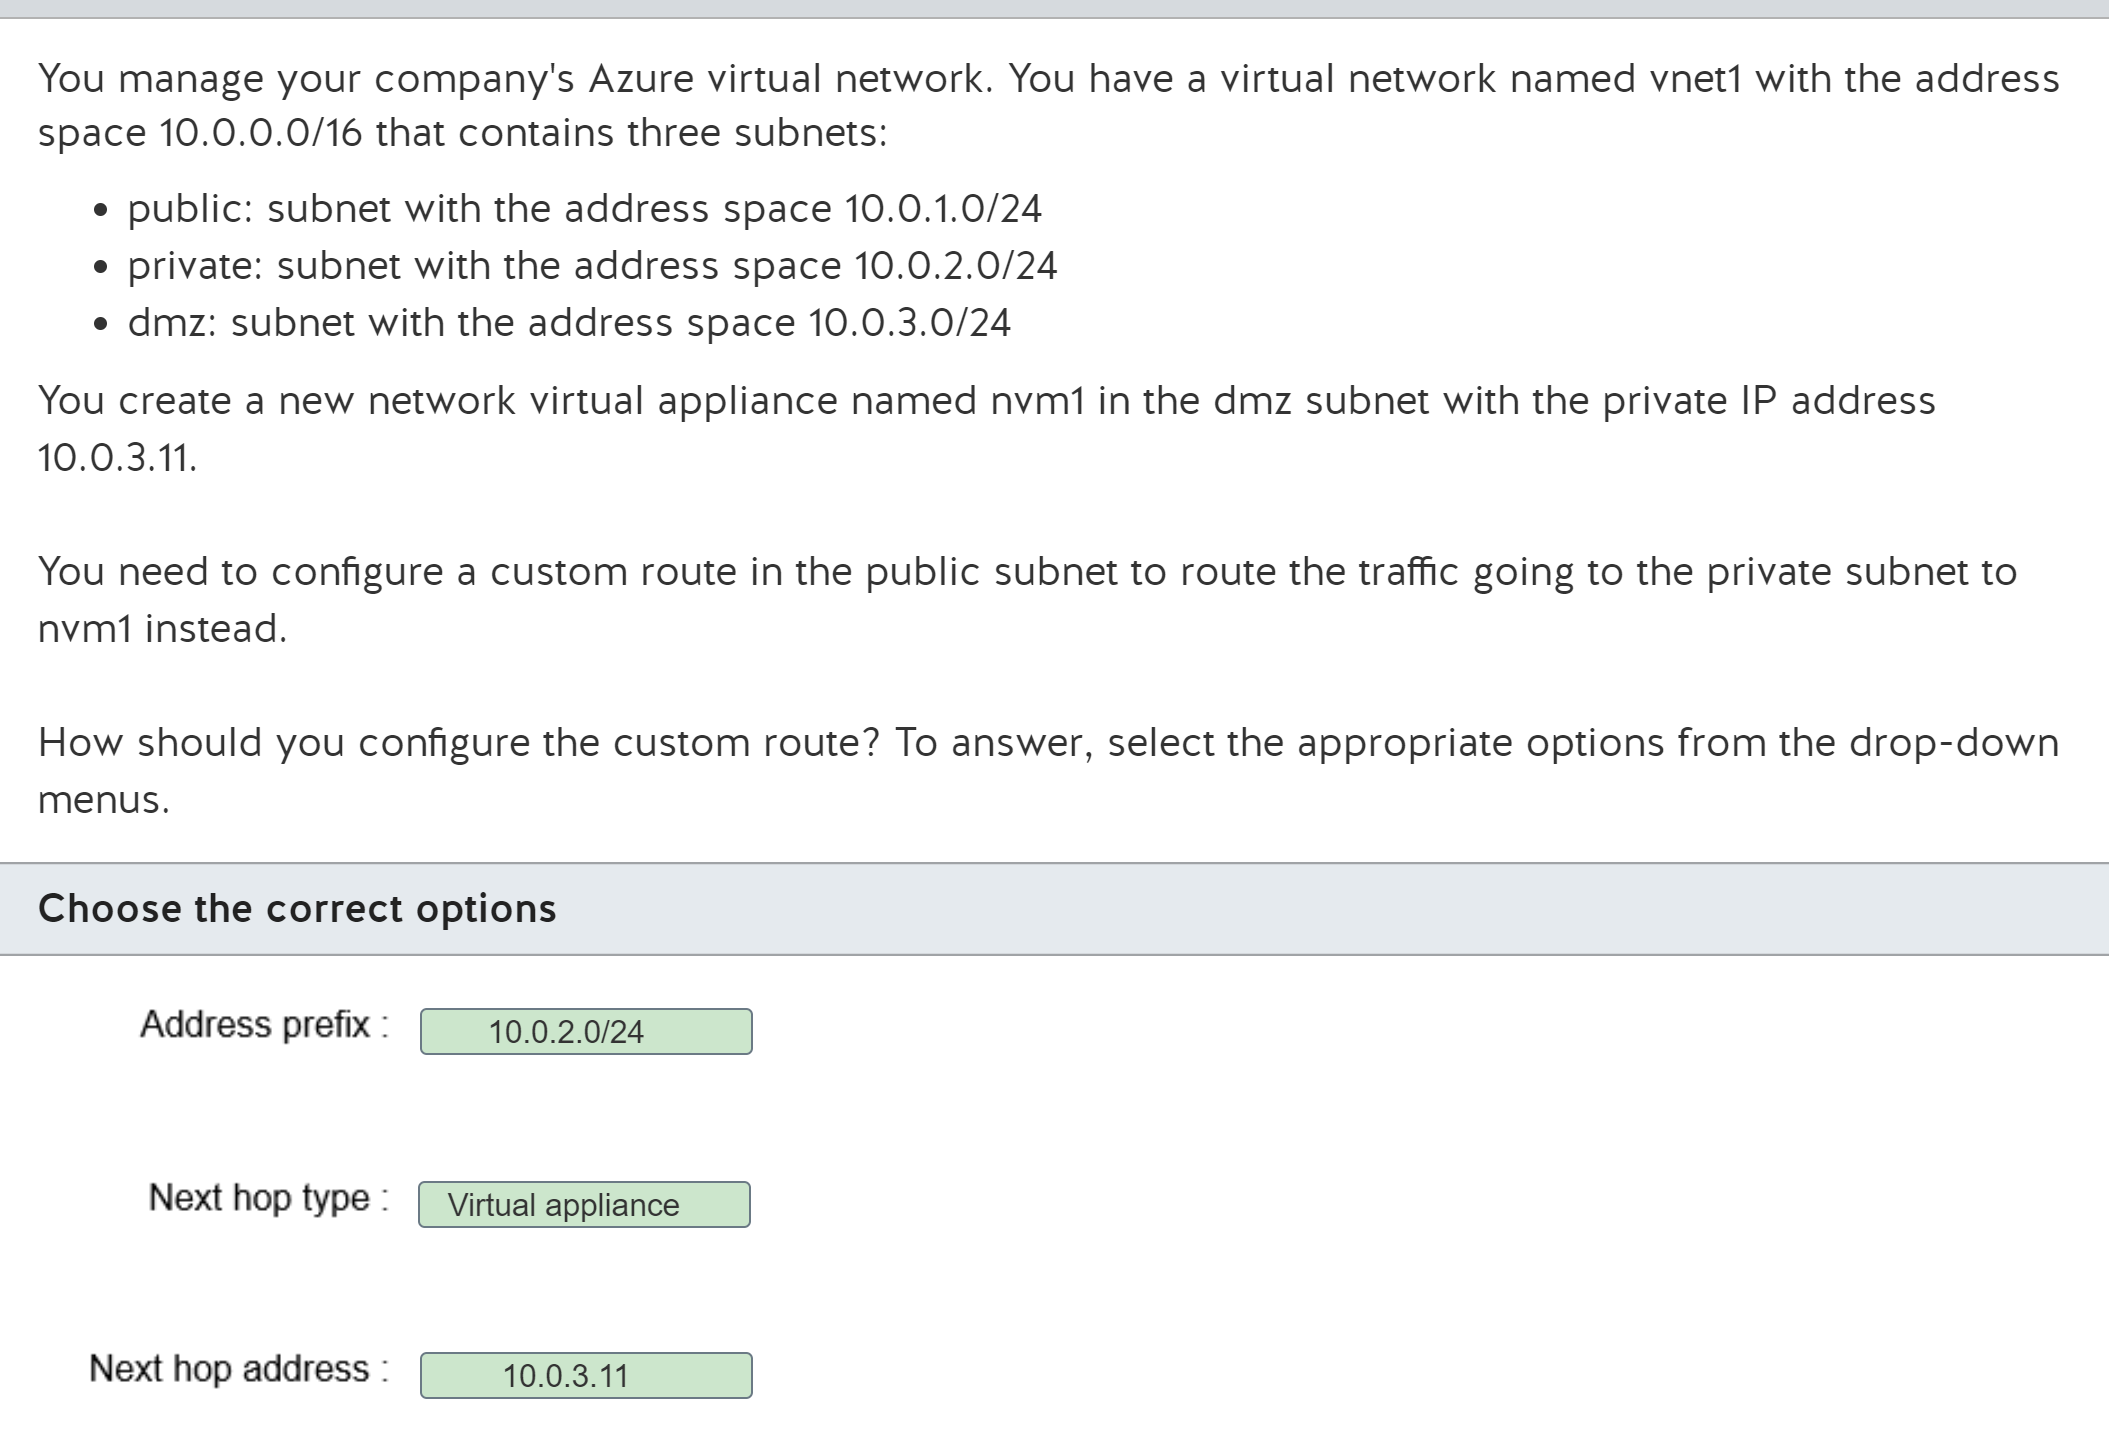 You manage your company's Azure virtual network. You have a virtual network named vnet1 with the address
space 10.0.0.0/16 that contains three subnets:
• public: subnet with the address space 10.0.1.0/24
• private: subnet with the address space 10.0.2.0/24
• dmz: subnet with the address space 10.0.3.0/24
You create a new network virtual appliance named nvm1 in the dmz subnet with the private IP address
10.0.3.11.
You need to configure a custom route in the public subnet to route the traffic going to the private subnet to
nvm1 instead.
How should you configure the custom route? To answer, select the appropriate options from the drop-down
menus.
Choose the correct options
Address prefix : 10.0.2.0/24
Next hop type : Virtual appliance
Next hop address : 10.0.3.11